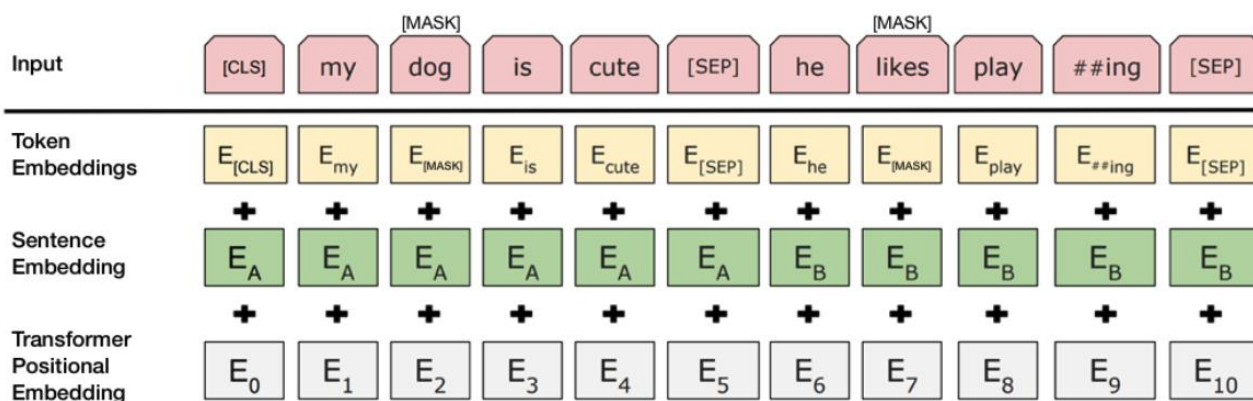 [MASK] [MASK]
Input [CLS] my dog is cute [SEP] he likes play ##ing [SEP]
Token
Embeddings
E[CLS] Emy E[MASK] Eis Ecute E[SEP] Ehe E[MASK] Eplay E##ing E[SEP]
+ + + + + + + + + + +
Sentence
Embedding
EA EA EA EA EA EA EB EB EB EB EB
+ + + + + + + + + + +
Transformer
Positional
Embedding
E0 E1 E2 E3 E4 E5 E6 E7 E8 E9 E10